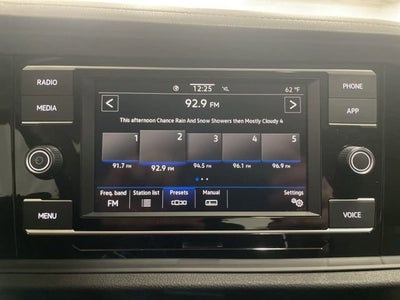 RADIO
MEDIA
MENU
PHONE
APP
VOICE
12:25
62 °F
< 92.9 FM >
This afternoon Chance Rain And Snow Showers then Mostly Cloudy 4
1 2 3 4 5
91.7 FM 92.9 FM 94.5 FM 96.1 FM 96.9 FM
Freq. band Station list Presets Manual Settings
FM